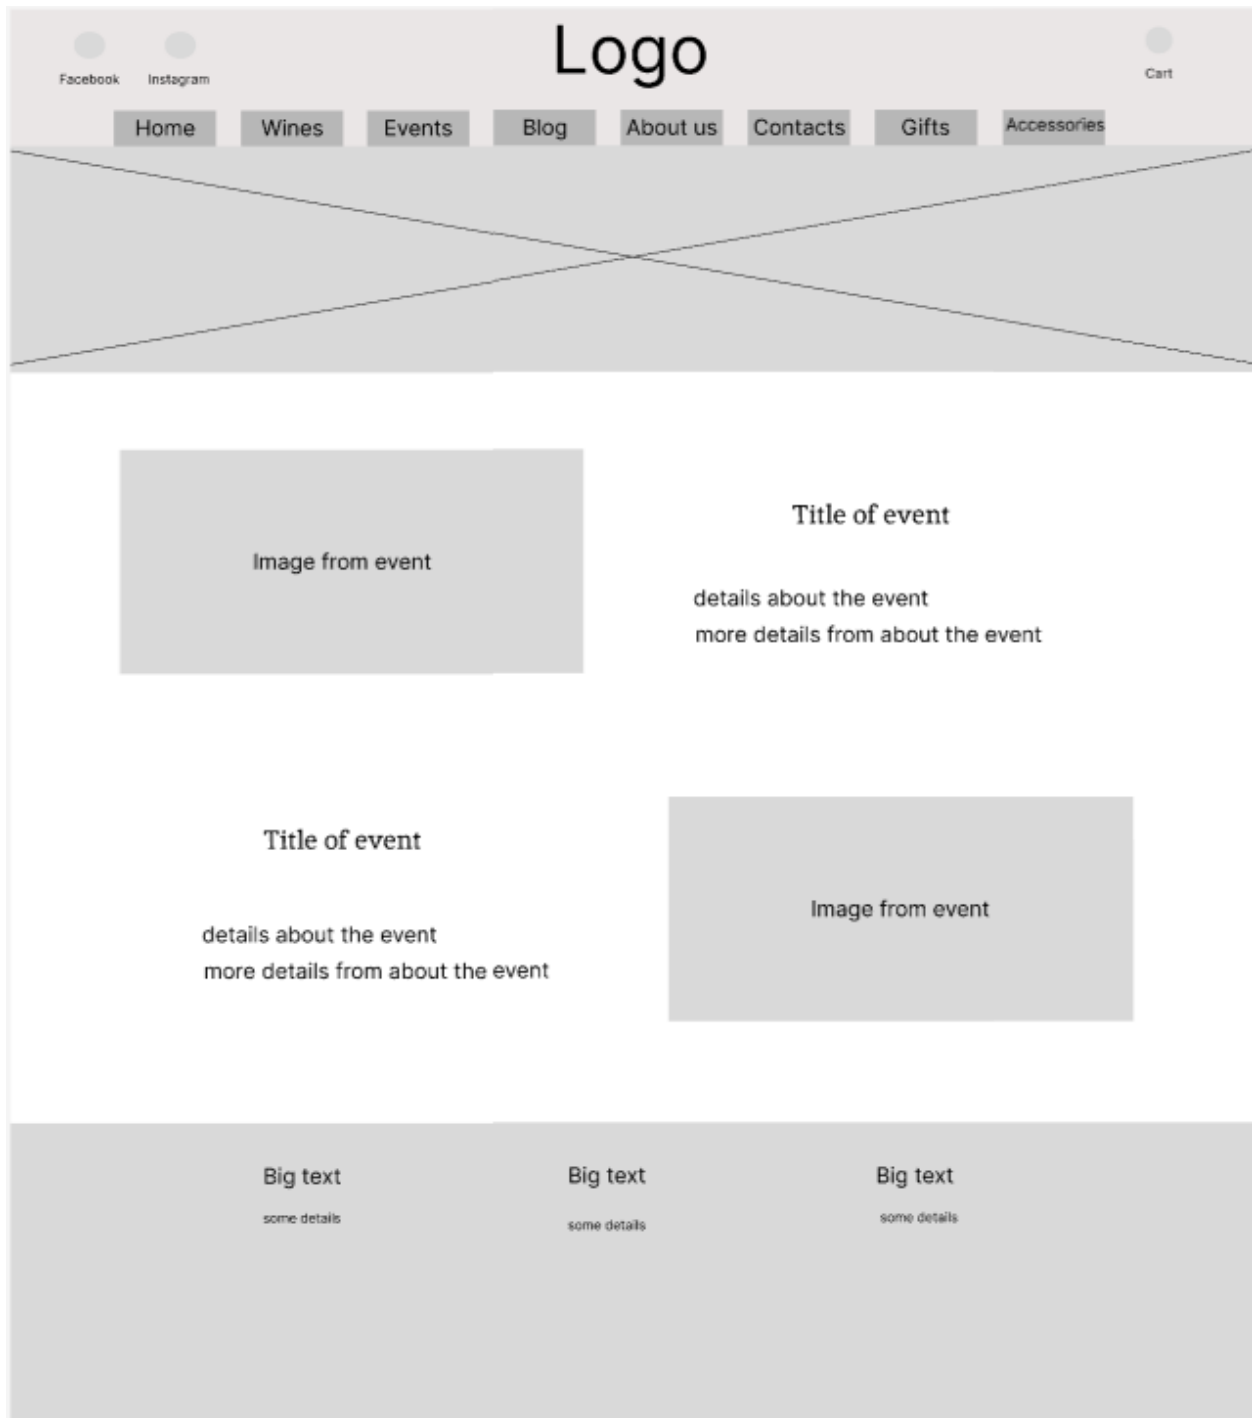 Logo
Facebook
Instagram
Cart
Home
Wines
Events
Blog
About us
Contacts
Gifts
Accessories
Image from event
Title of event
details about the event
more details from about the event
Title of event
details about the event
more details from about the event
Image from event
Big text
some details
Big text
some details
Big text
some details